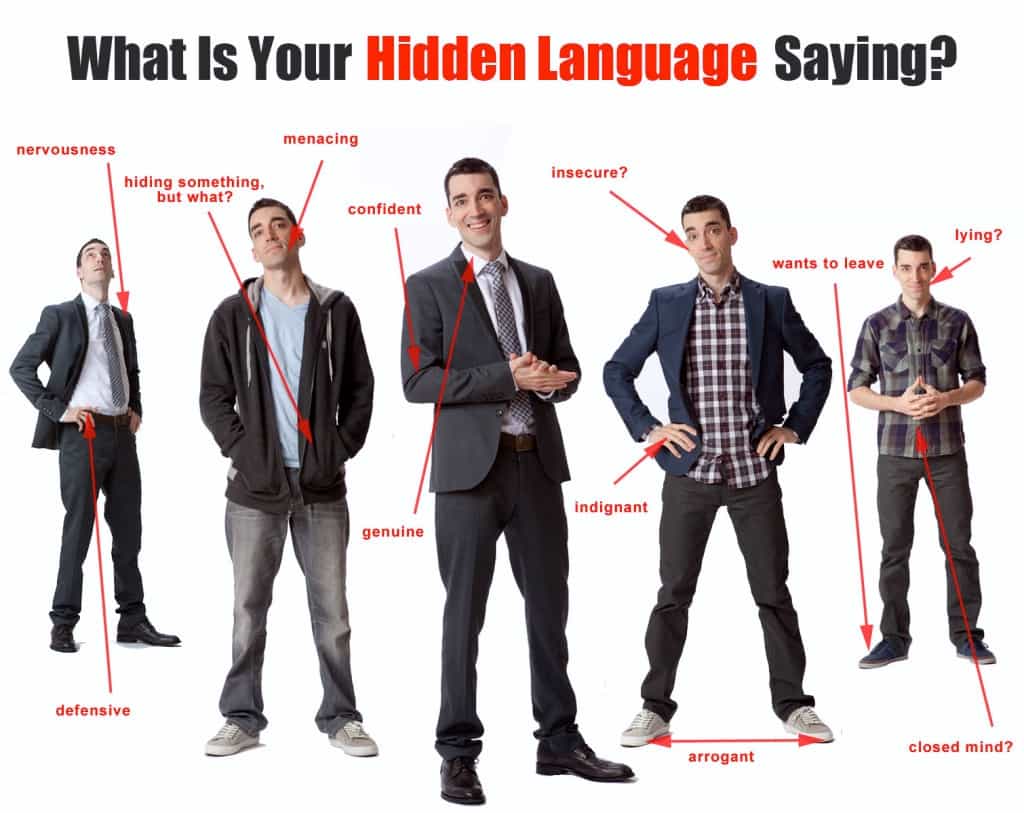 What Is Your Hidden Language Saying?
nervousness
menacing
hiding something,
but what?
confident
insecure?
wants to leave
lying?
genuine
indignant
defensive
arrogant
closed mind?